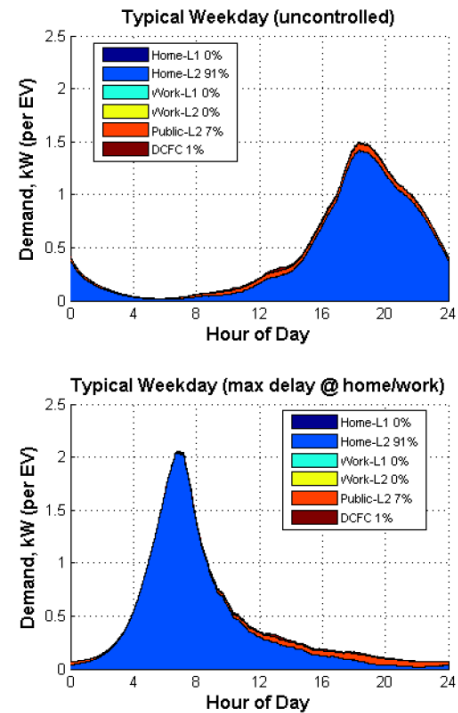 Typical Weekday (uncontrolled)
2.5
2
1.5
1
0.5
0
Demand, kW (per EV)
Home-L1 0%
Home-L2 91%
Work-L1 0%
Work-L2 0%
Public-L2 7%
DCFC 1%
0 4 8 12 16 20 24
Hour of Day
Typical Weekday (max delay @ home/work)
2.5
2
1.5
1
0.5
0
Demand, kW (per EV)
Home-L1 0%
Home-L2 91%
Work-L1 0%
Work-L2 0%
Public-L2 7%
DCFC 1%
0 4 8 12 16 20 24
Hour of Day